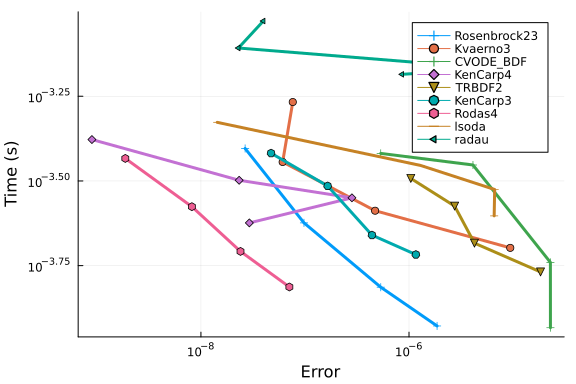 Time (s)
10^-3.25
10^-3.50
10^-3.75
10^-8
10^-6
Error
Rosenbrock23
Kvaerno3
CVODE_BDF
KenCarp4
TRBDF2
KenCarp3
Rodas4
lsoda
radau